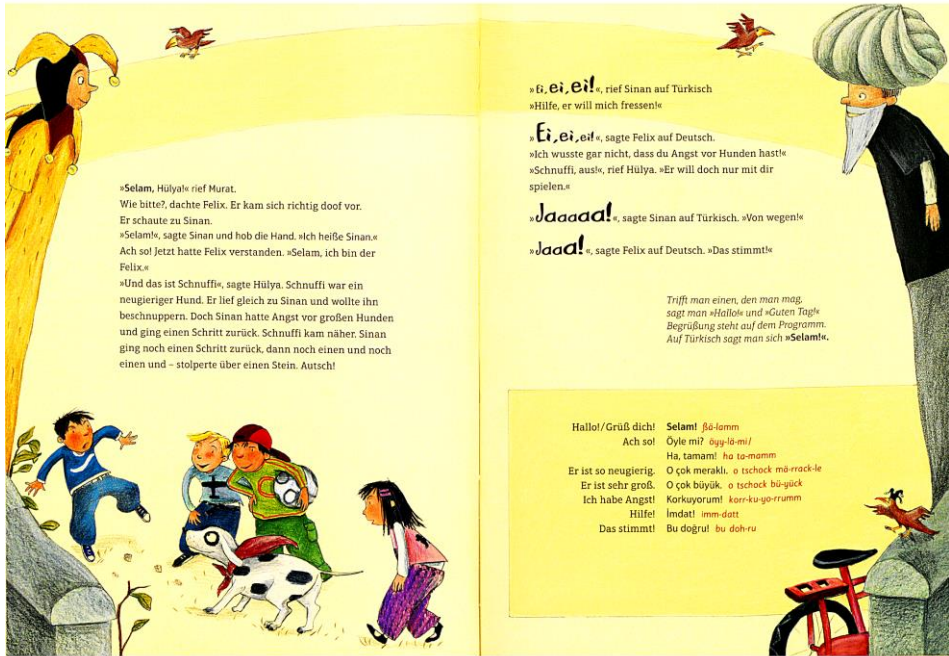 »Selam, Hülya!« rief Murat.
Wie bitte?, dachte Felix. Er kam sich richtig doof vor.
Er schaute zu Sinan.
»Selam!«, sagte Sinan und hob die Hand. »Ich heiße Sinan.«
Ach so! Jetzt hatte Felix verstanden. »Selam, ich bin der
Felix.«
»Und das ist Schnuffi«, sagte Hülya. Schnuffi war ein
neugieriger Hund. Er lief gleich zu Sinan und wollte ihn
beschnuppern. Doch Sinan hatte Angst vor großen Hunden
und ging einen Schritt zurück. Schnuffi kam näher. Sinan
ging noch einen Schritt zurück, dann noch einen und noch
einen und – stolperte über einen Stein. Autsch!
»Ei, ei, ei!«, rief Sinan auf Türkisch
»Hilfe, er will mich fressen!«
»Ei, ei, ei!«, sagte Felix auf Deutsch.
»Ich wusste gar nicht, dass du Angst vor Hunden hast!«
»Schnuffi, aus!«, rief Hülya. »Er will doch nur mit dir
spielen.«
»Jaaaaa!«, sagte Sinan auf Türkisch. »Von wegen!«
»Jaaa!«, sagte Felix auf Deutsch. »Das stimmt!«
Trifft man einen, den man mag,
sagt man »Hallo!« und »Guten Tag!«
Begrüßung steht auf dem Programm.
Auf Türkisch sagt man sich »Selam!«.
Hallo!/Grüß dich! Selam! ßä-lamm
Ach so! Öyle mi? öyy-lä-mi/
Ha, tamam! ha ta-mamm
Er ist so neugierig. O çok meraklı. o tschock mä-rrack-le
Er ist sehr groß. O çok büyük. o tschock bü-yück
Ich habe Angst! Korkuyorum! korr-ku-yo-rrumm
Hilfe! İmdat! imm-datt
Das stimmt! Bu doğru! bu doh-ru